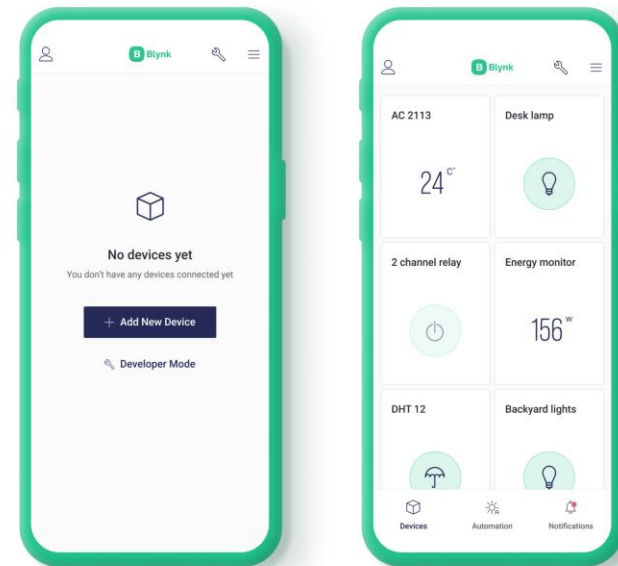 B Blynk
No devices yet
You don't have any devices connected yet
+ Add New Device
Developer Mode
B Blynk
AC 2113
Desk lamp
24 C°
2 channel relay
Energy monitor
156 w
DHT 12
Backyard lights
Devices
Automation
Notifications